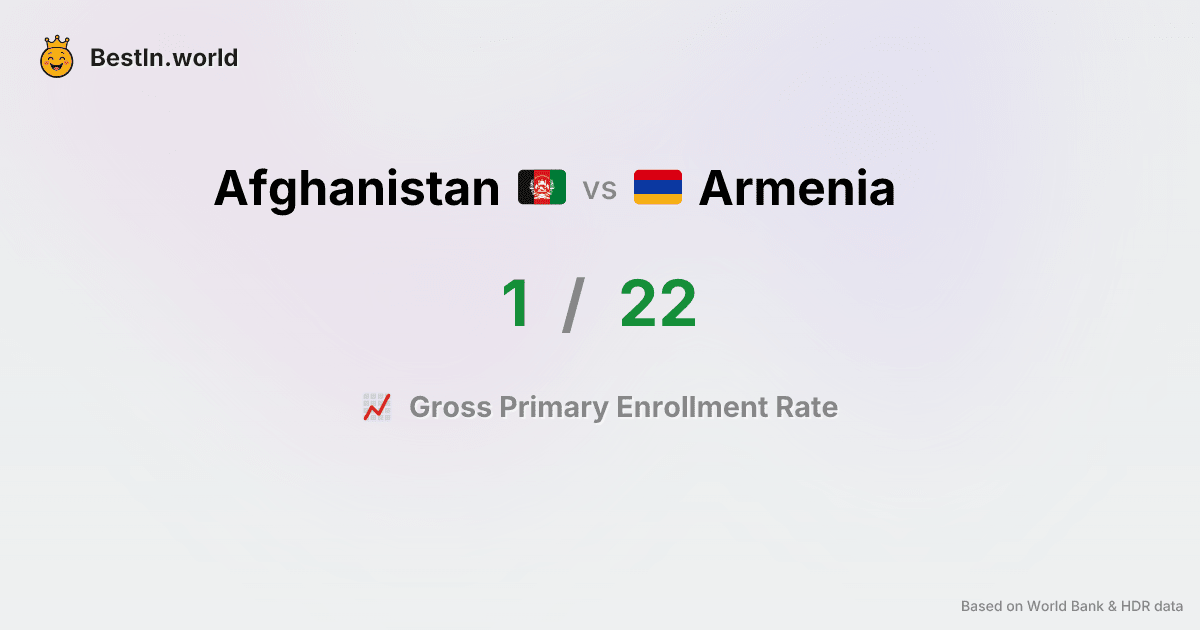 BestIn.world
Afghanistan vs Armenia
1 / 22
Gross Primary Enrollment Rate
Based on World Bank & HDR data